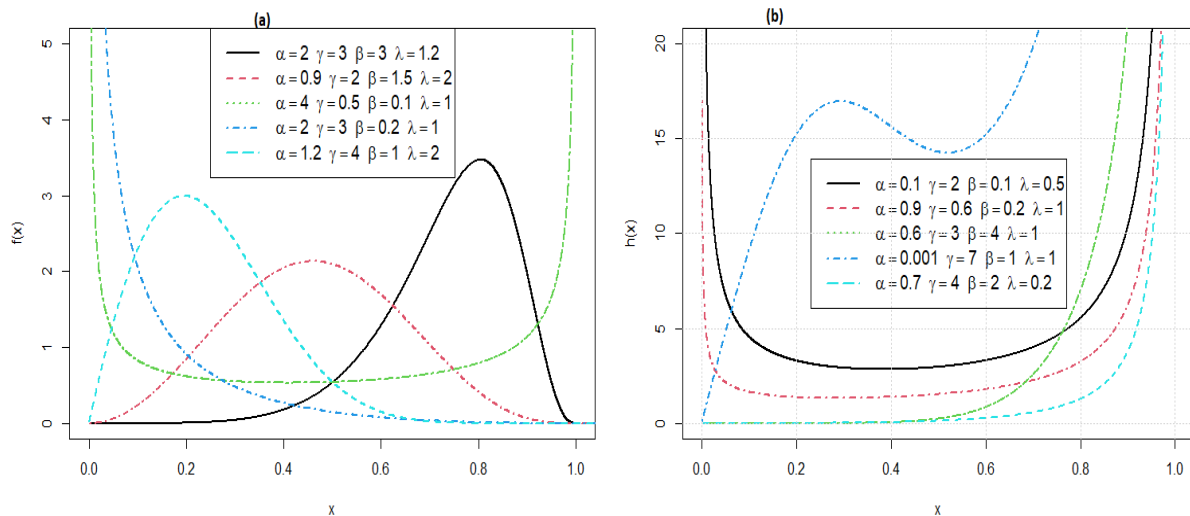 (a)
f(x)
5
4
3
2
1
0
α = 2 γ = 3 β = 3 λ = 1.2
α = 0.9 γ = 2 β = 1.5 λ = 2
α = 4 γ = 0.5 β = 0.1 λ = 1
α = 2 γ = 3 β = 0.2 λ = 1
α = 1.2 γ = 4 β = 1 λ = 2
0.0 0.2 0.4 0.6 0.8 1.0
x
(b)
h(x)
20
15
10
5
0
α = 0.1 γ = 2 β = 0.1 λ = 0.5
α = 0.9 γ = 0.6 β = 0.2 λ = 1
α = 0.6 γ = 3 β = 4 λ = 1
α = 0.001 γ = 7 β = 1 λ = 1
α = 0.7 γ = 4 β = 2 λ = 0.2
0.0 0.2 0.4 0.6 0.8 1.0
x